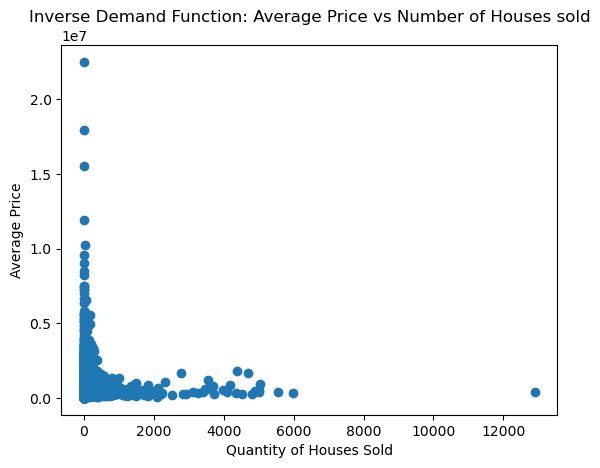 Inverse Demand Function: Average Price vs Number of Houses sold
1e7
2.0
1.5
1.0
0.5
0.0
Average Price
0 2000 4000 6000 8000 10000 12000
Quantity of Houses Sold